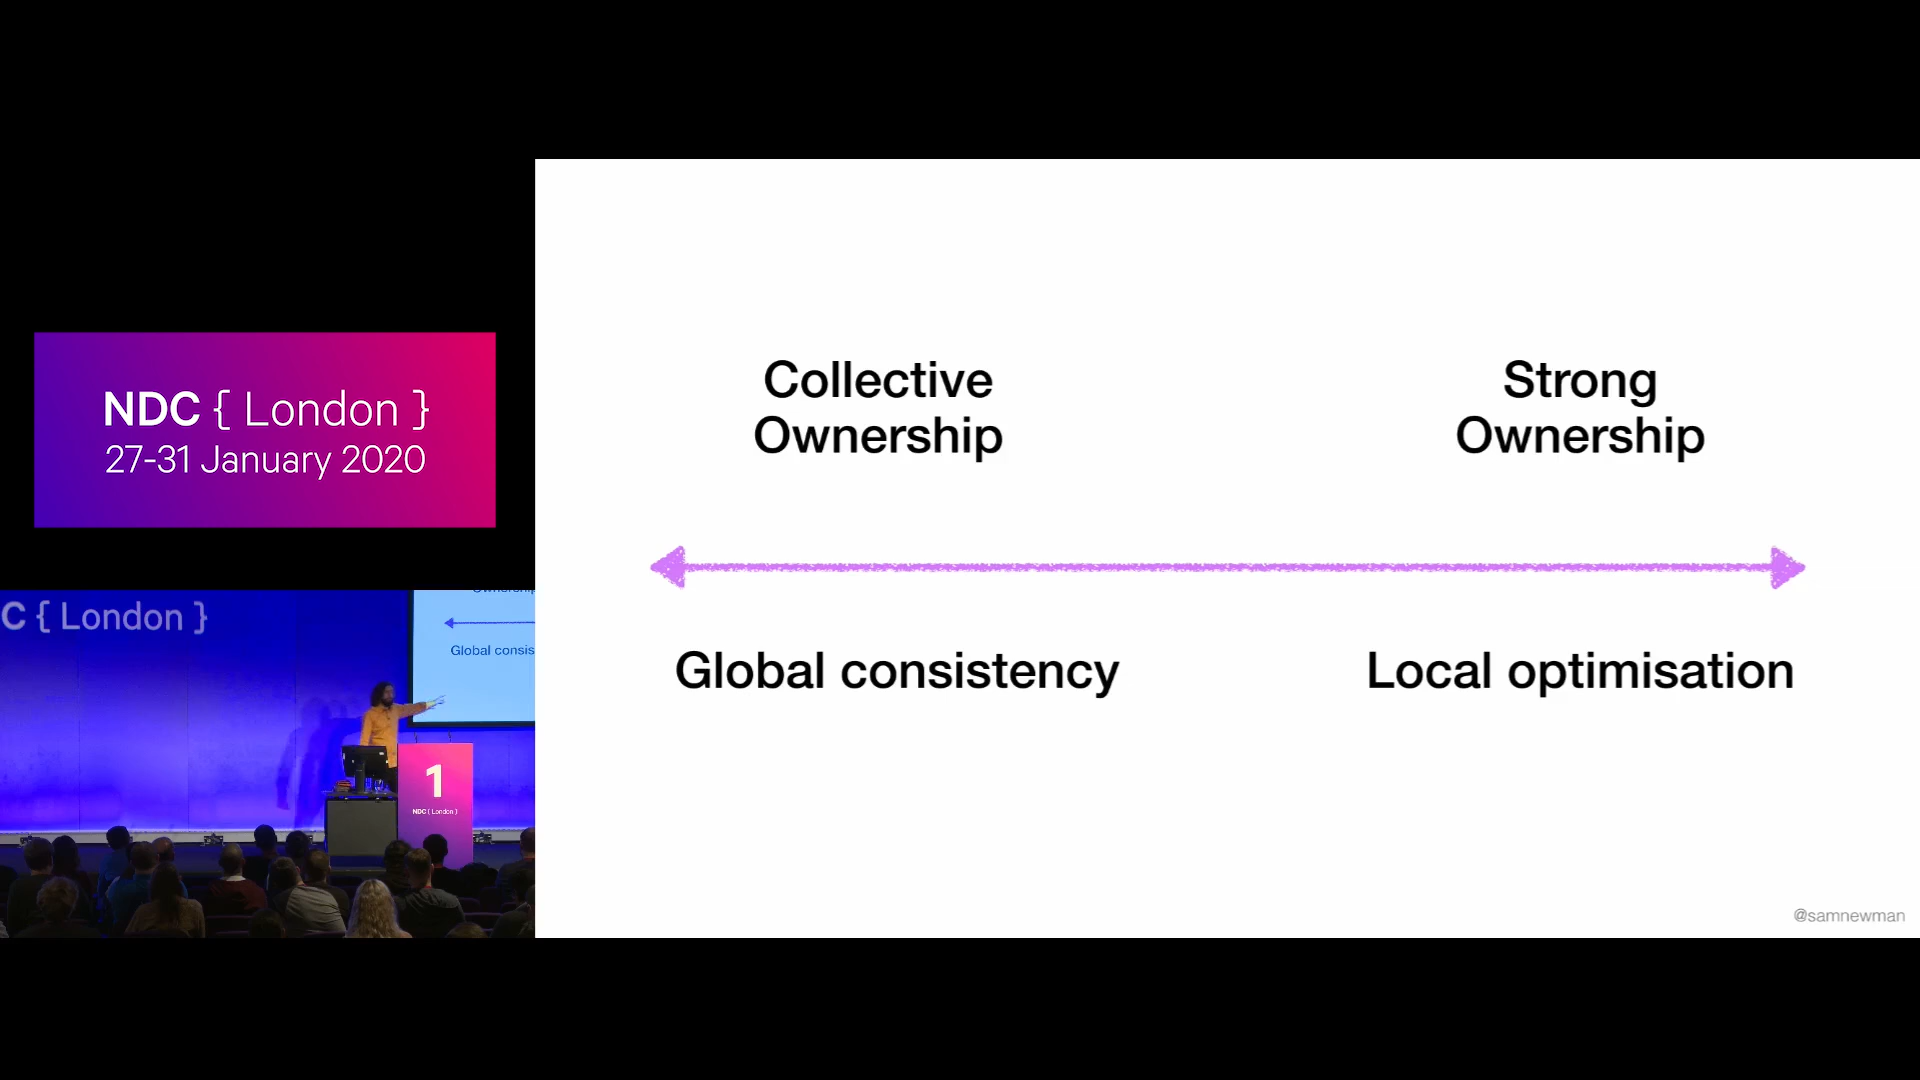 NDC { London }
27-31 January 2020
C { London }
Ownership
Global consis
1
NDC { London }
Collective
Ownership
Strong
Ownership
Global consistency
Local optimisation
@samnewman